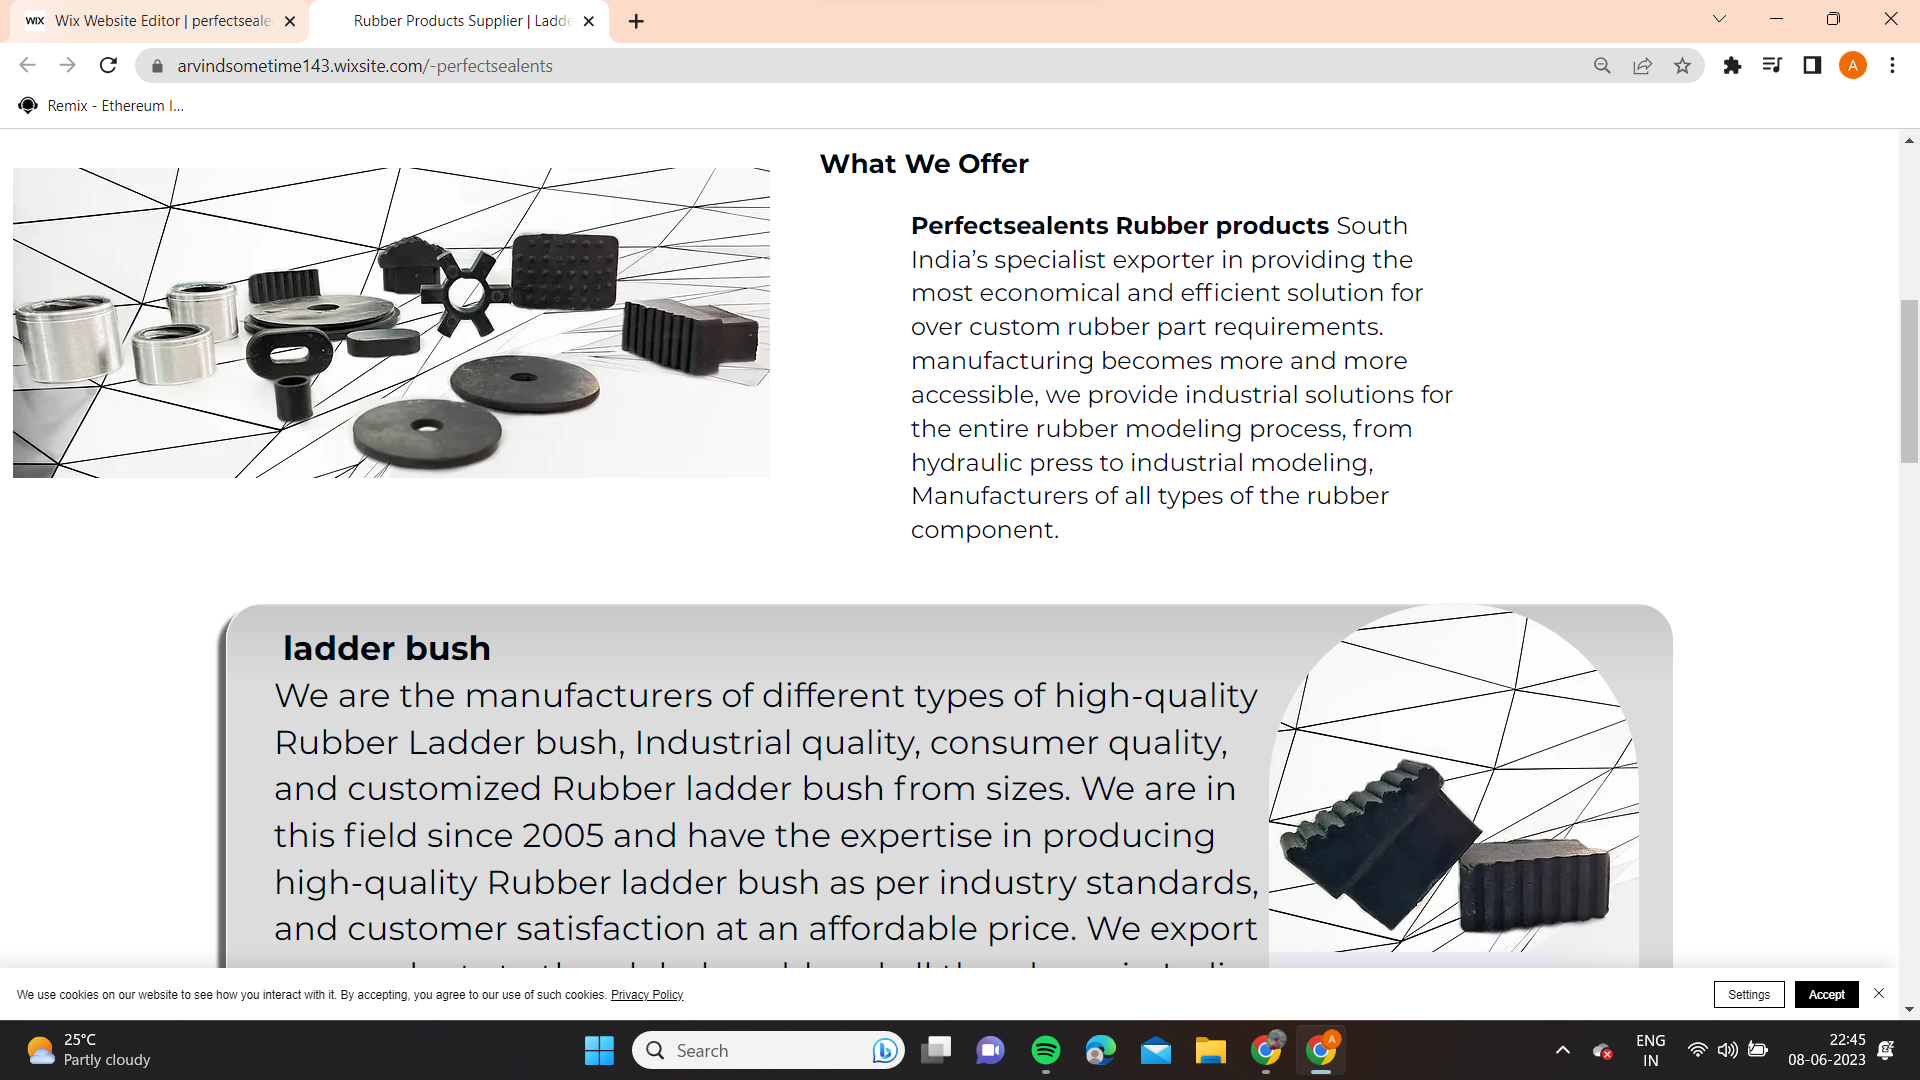 WIX Wix Website Editor | perfectseale
Rubber Products Supplier | Ladde
arvindsometime143.wixsite.com/-perfectsealents
A
Remix - Ethereum I...
What We Offer
Perfectsealents Rubber products South
India’s specialist exporter in providing the
most economical and efficient solution for
over custom rubber part requirements.
manufacturing becomes more and more
accessible, we provide industrial solutions for
the entire rubber modeling process, from
hydraulic press to industrial modeling,
Manufacturers of all types of the rubber
component.
ladder bush
We are the manufacturers of different types of high-quality
Rubber Ladder bush, Industrial quality, consumer quality,
and customized Rubber ladder bush from sizes. We are in
this field since 2005 and have the expertise in producing
high-quality Rubber ladder bush as per industry standards,
and customer satisfaction at an affordable price. We export
We use cookies on our website to see how you interact with it. By accepting, you agree to our use of such cookies. Privacy Policy
Settings
Accept
25°C
Partly cloudy
Search
A
ENG
IN
22:45
08-06-2023